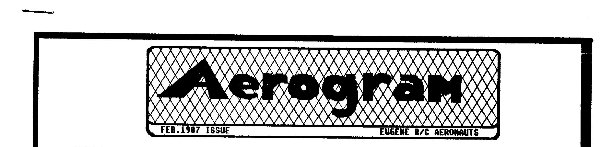 Aerogram
FEB.1987 ISSUE
EUGENE R/C AERONAUTS